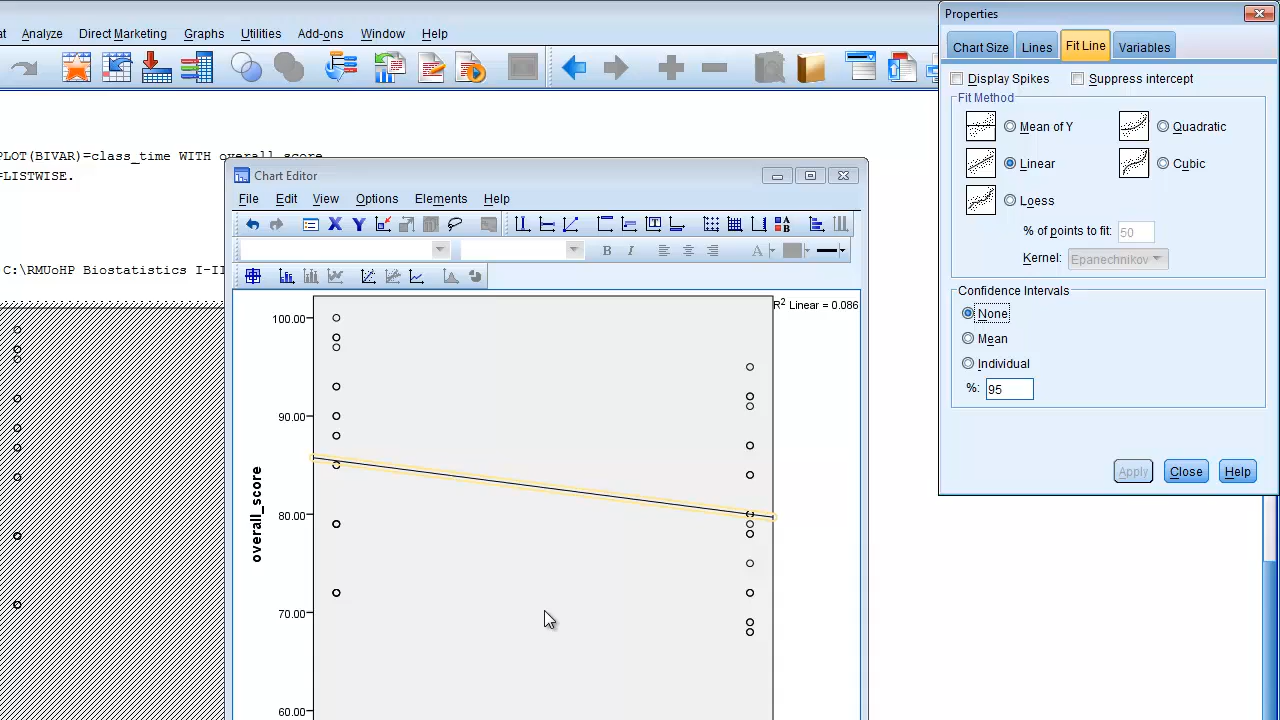 Properties
Analyze Direct Marketing Graphs Utilities Add-ons Window Help
Chart Size Lines Fit Line Variables
Display Spikes Suppress intercept
Fit Method
Mean of Y Quadratic
Linear Cubic
Loess
% of points to fit: 50
Kernel: Epanechnikov
Confidence Intervals
None
Mean
Individual
%: 95
Apply Close Help
PLOT(BIVAR)=class_time WITH overall_score
=LISTWISE.
C:\RMUoHP Biostatistics I-II
Chart Editor
File Edit View Options Elements Help
X Y
B I A
R2 Linear = 0.086
100.00
90.00
80.00
70.00
60.00
overall_score